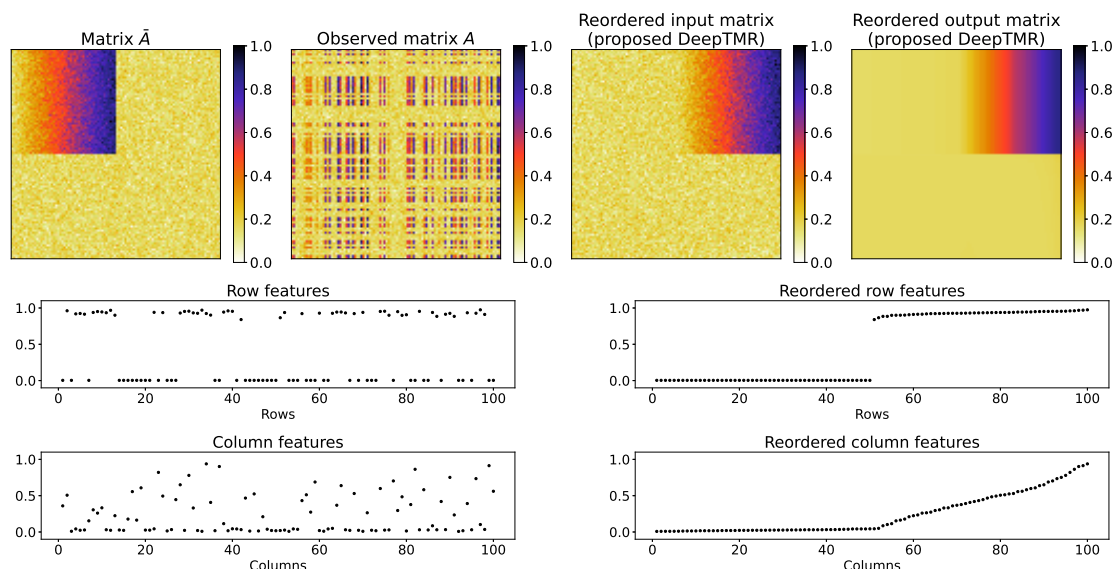 Matrix Ā
Observed matrix A
Reordered input matrix
(proposed DeepTMR)
Reordered output matrix
(proposed DeepTMR)
1.0
0.8
0.6
0.4
0.2
0.0
1.0
0.8
0.6
0.4
0.2
0.0
1.0
0.8
0.6
0.4
0.2
0.0
1.0
0.8
0.6
0.4
0.2
0.0
Row features
1.0
0.5
0.0
0 20 40 60 80 100
Rows
Reordered row features
1.0
0.5
0.0
0 20 40 60 80 100
Rows
Column features
1.0
0.5
0.0
0 20 40 60 80 100
Columns
Reordered column features
1.0
0.5
0.0
0 20 40 60 80 100
Columns